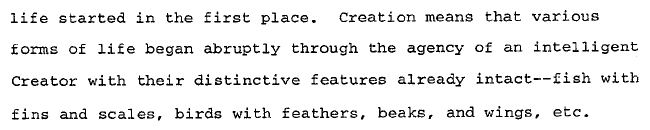 life started in the first place.  Creation means that various
forms of life began abruptly through the agency of an intelligent
Creator with their distinctive features already intact--fish with
fins and scales, birds with feathers, beaks, and wings, etc.